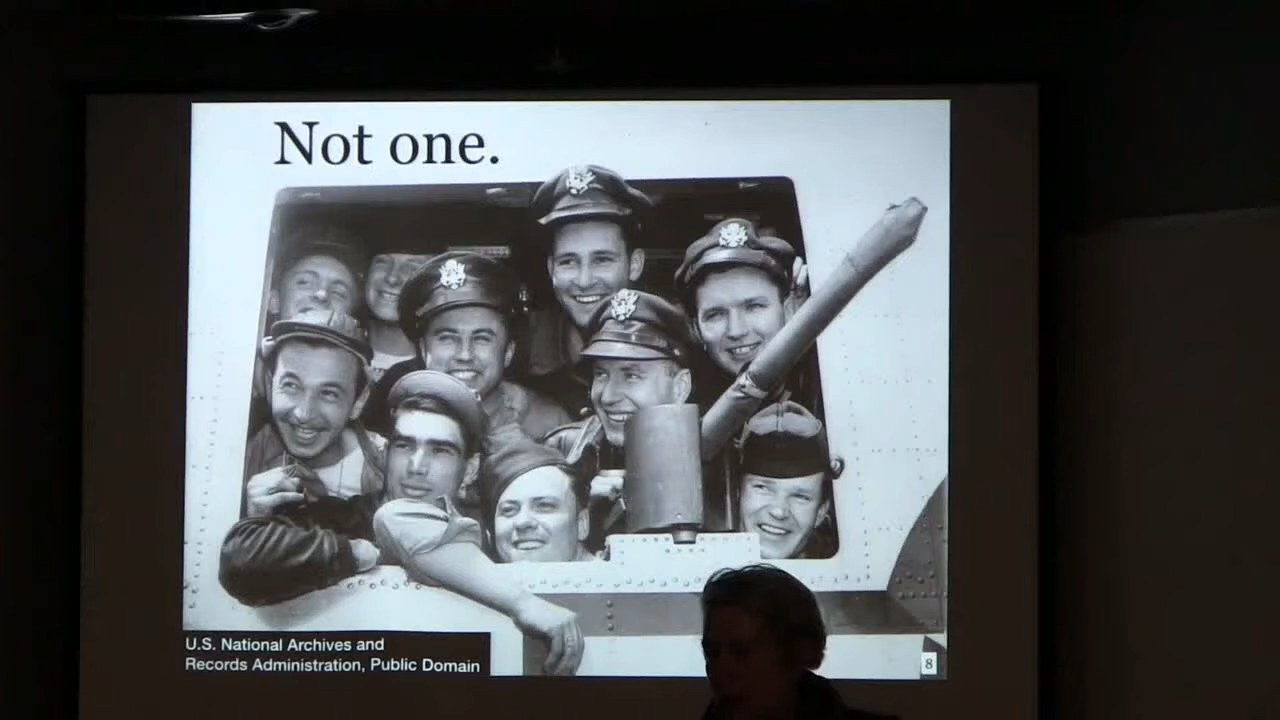 Not one.
U.S. National Archives and
Records Administration, Public Domain
8